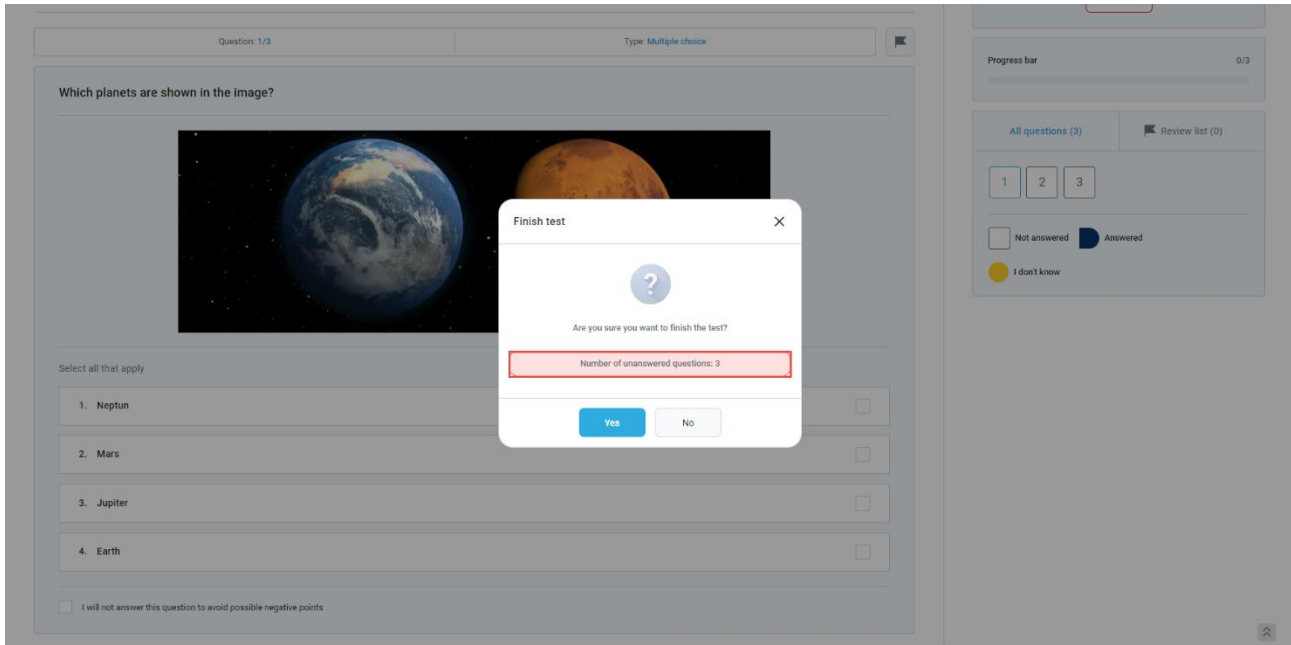 Question: 1/3
Type: Multiple choice
Which planets are shown in the image?
Select all that apply
1. Neptun
2. Mars
3. Jupiter
4. Earth
I will not answer this question to avoid possible negative points
Finish test
?
Are you sure you want to finish the test?
Number of unanswered questions: 3
Yes
No
Progress bar
0/3
All questions (3)
Review list (0)
1
2
3
Not answered
Answered
I don't know